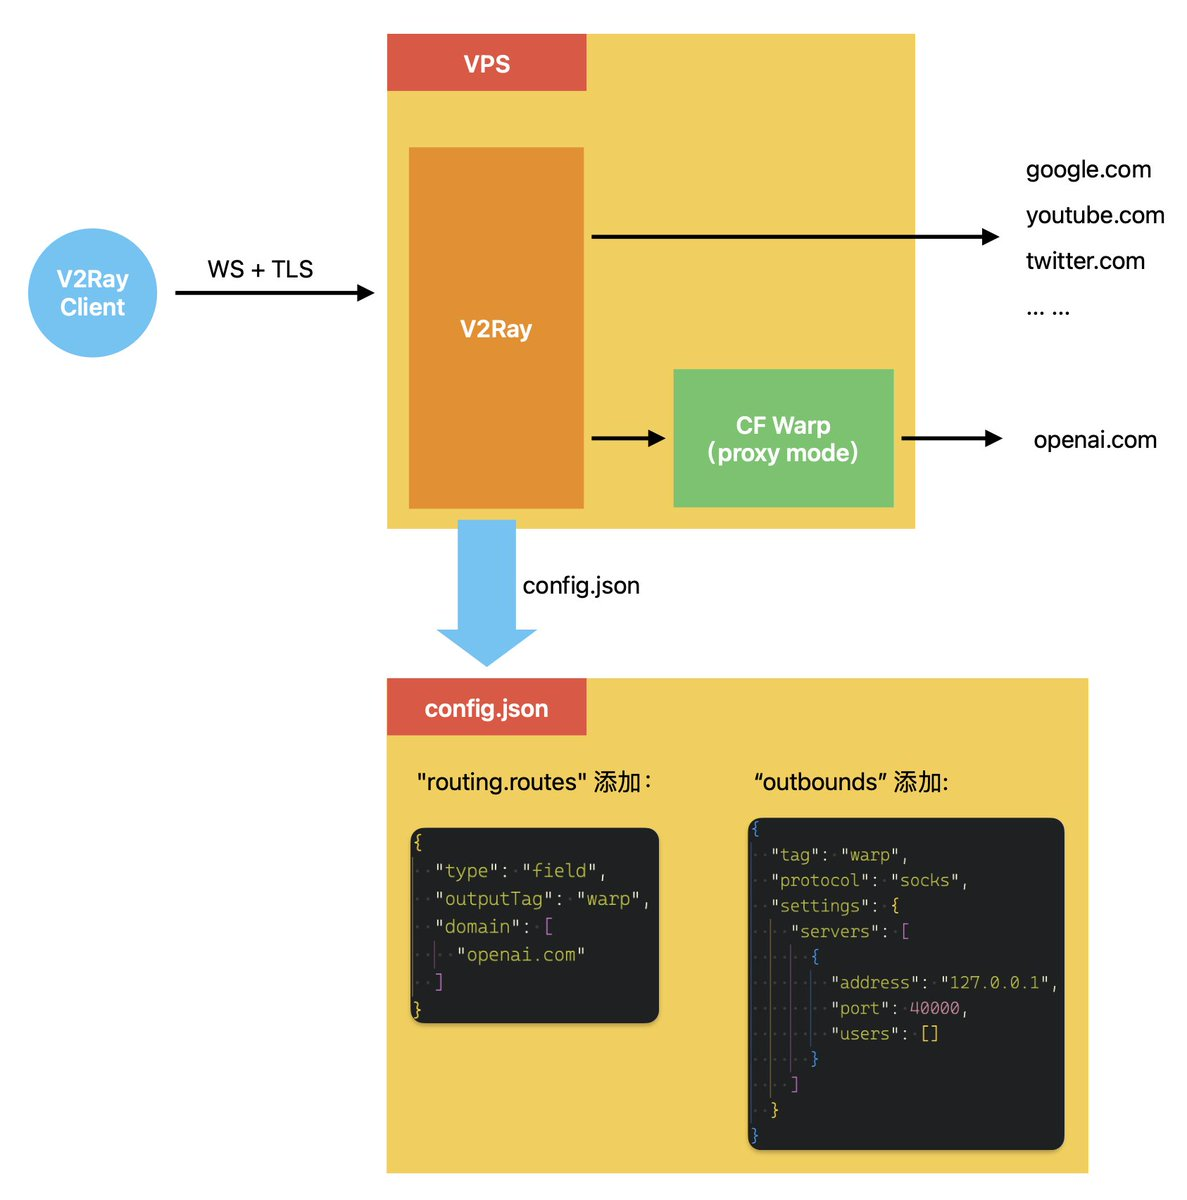 VPS
google.com
youtube.com
twitter.com
... ...
V2Ray
Client
WS + TLS
V2Ray
CF Warp
（proxy mode）
openai.com
config.json
config.json
"routing.routes" 添加：
{
"type": "field",
"outputTag": "warp",
"domain": [
"openai.com"
]
}
“outbounds” 添加:
{
"tag": "warp",
"protocol": "socks",
"settings": {
"servers": [
{
"address": "127.0.0.1",
"port": 40000,
"users": []
}
]
}
}